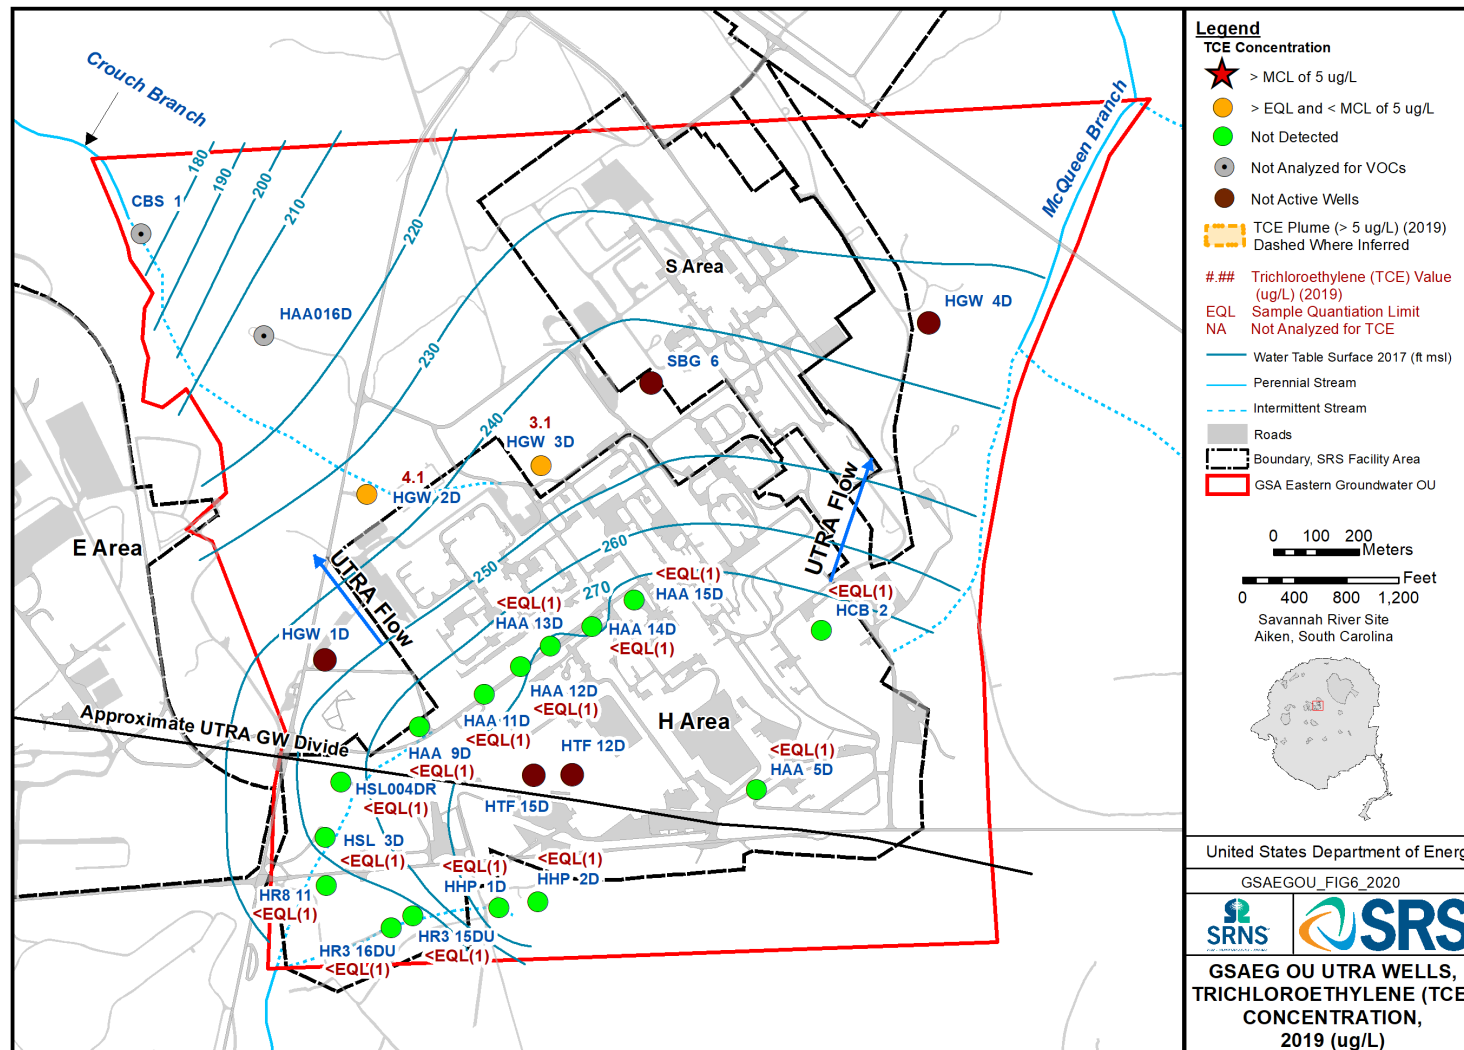 Crouch Branch
McQueen Branch
180
190
200
210
220
230
240
250
260
270
CBS 1
HAA016D
S Area
HGW 4D
SBG 6
3.1
HGW 3D
4.1
HGW 2D
E Area
UTRA Flow
UTRA Flow
HGW 1D
<EQL(1)
HAA 15D
<EQL(1)
HAA 13D
HAA 14D
<EQL(1)
<EQL(1)
HCB 2
HAA 12D
<EQL(1)
HAA 11D
<EQL(1)
H Area
Approximate UTRA GW Divide
HAA 9D
<EQL(1)
HTF 12D
HTF 15D
<EQL(1)
HAA 5D
HSL004DR
<EQL(1)
HSL 3D
<EQL(1)
HR8 11
<EQL(1)
<EQL(1)
HHP 1D
<EQL(1)
HHP 2D
HR3 15DU
<EQL(1)
HR3 16DU
<EQL(1)
Legend
TCE Concentration
> MCL of 5 ug/L
> EQL and < MCL of 5 ug/L
Not Detected
Not Analyzed for VOCs
Not Active Wells
TCE Plume (> 5 ug/L) (2019)
Dashed Where Inferred
#.## Trichloroethylene (TCE) Value
(ug/L) (2019)
EQL Sample Quantiation Limit
NA Not Analyzed for TCE
Water Table Surface 2017 (ft msl)
Perennial Stream
Intermittent Stream
Roads
Boundary, SRS Facility Area
GSA Eastern Groundwater OU
0 100 200
Meters
Feet
0 400 800 1,200
Savannah River Site
Aiken, South Carolina
United States Department of Energ
GSAEGOU_FIG6_2020
SRNS
SRS
GSAEG OU UTRA WELLS,
TRICHLOROETHYLENE (TCE
CONCENTRATION,
2019 (ug/L)